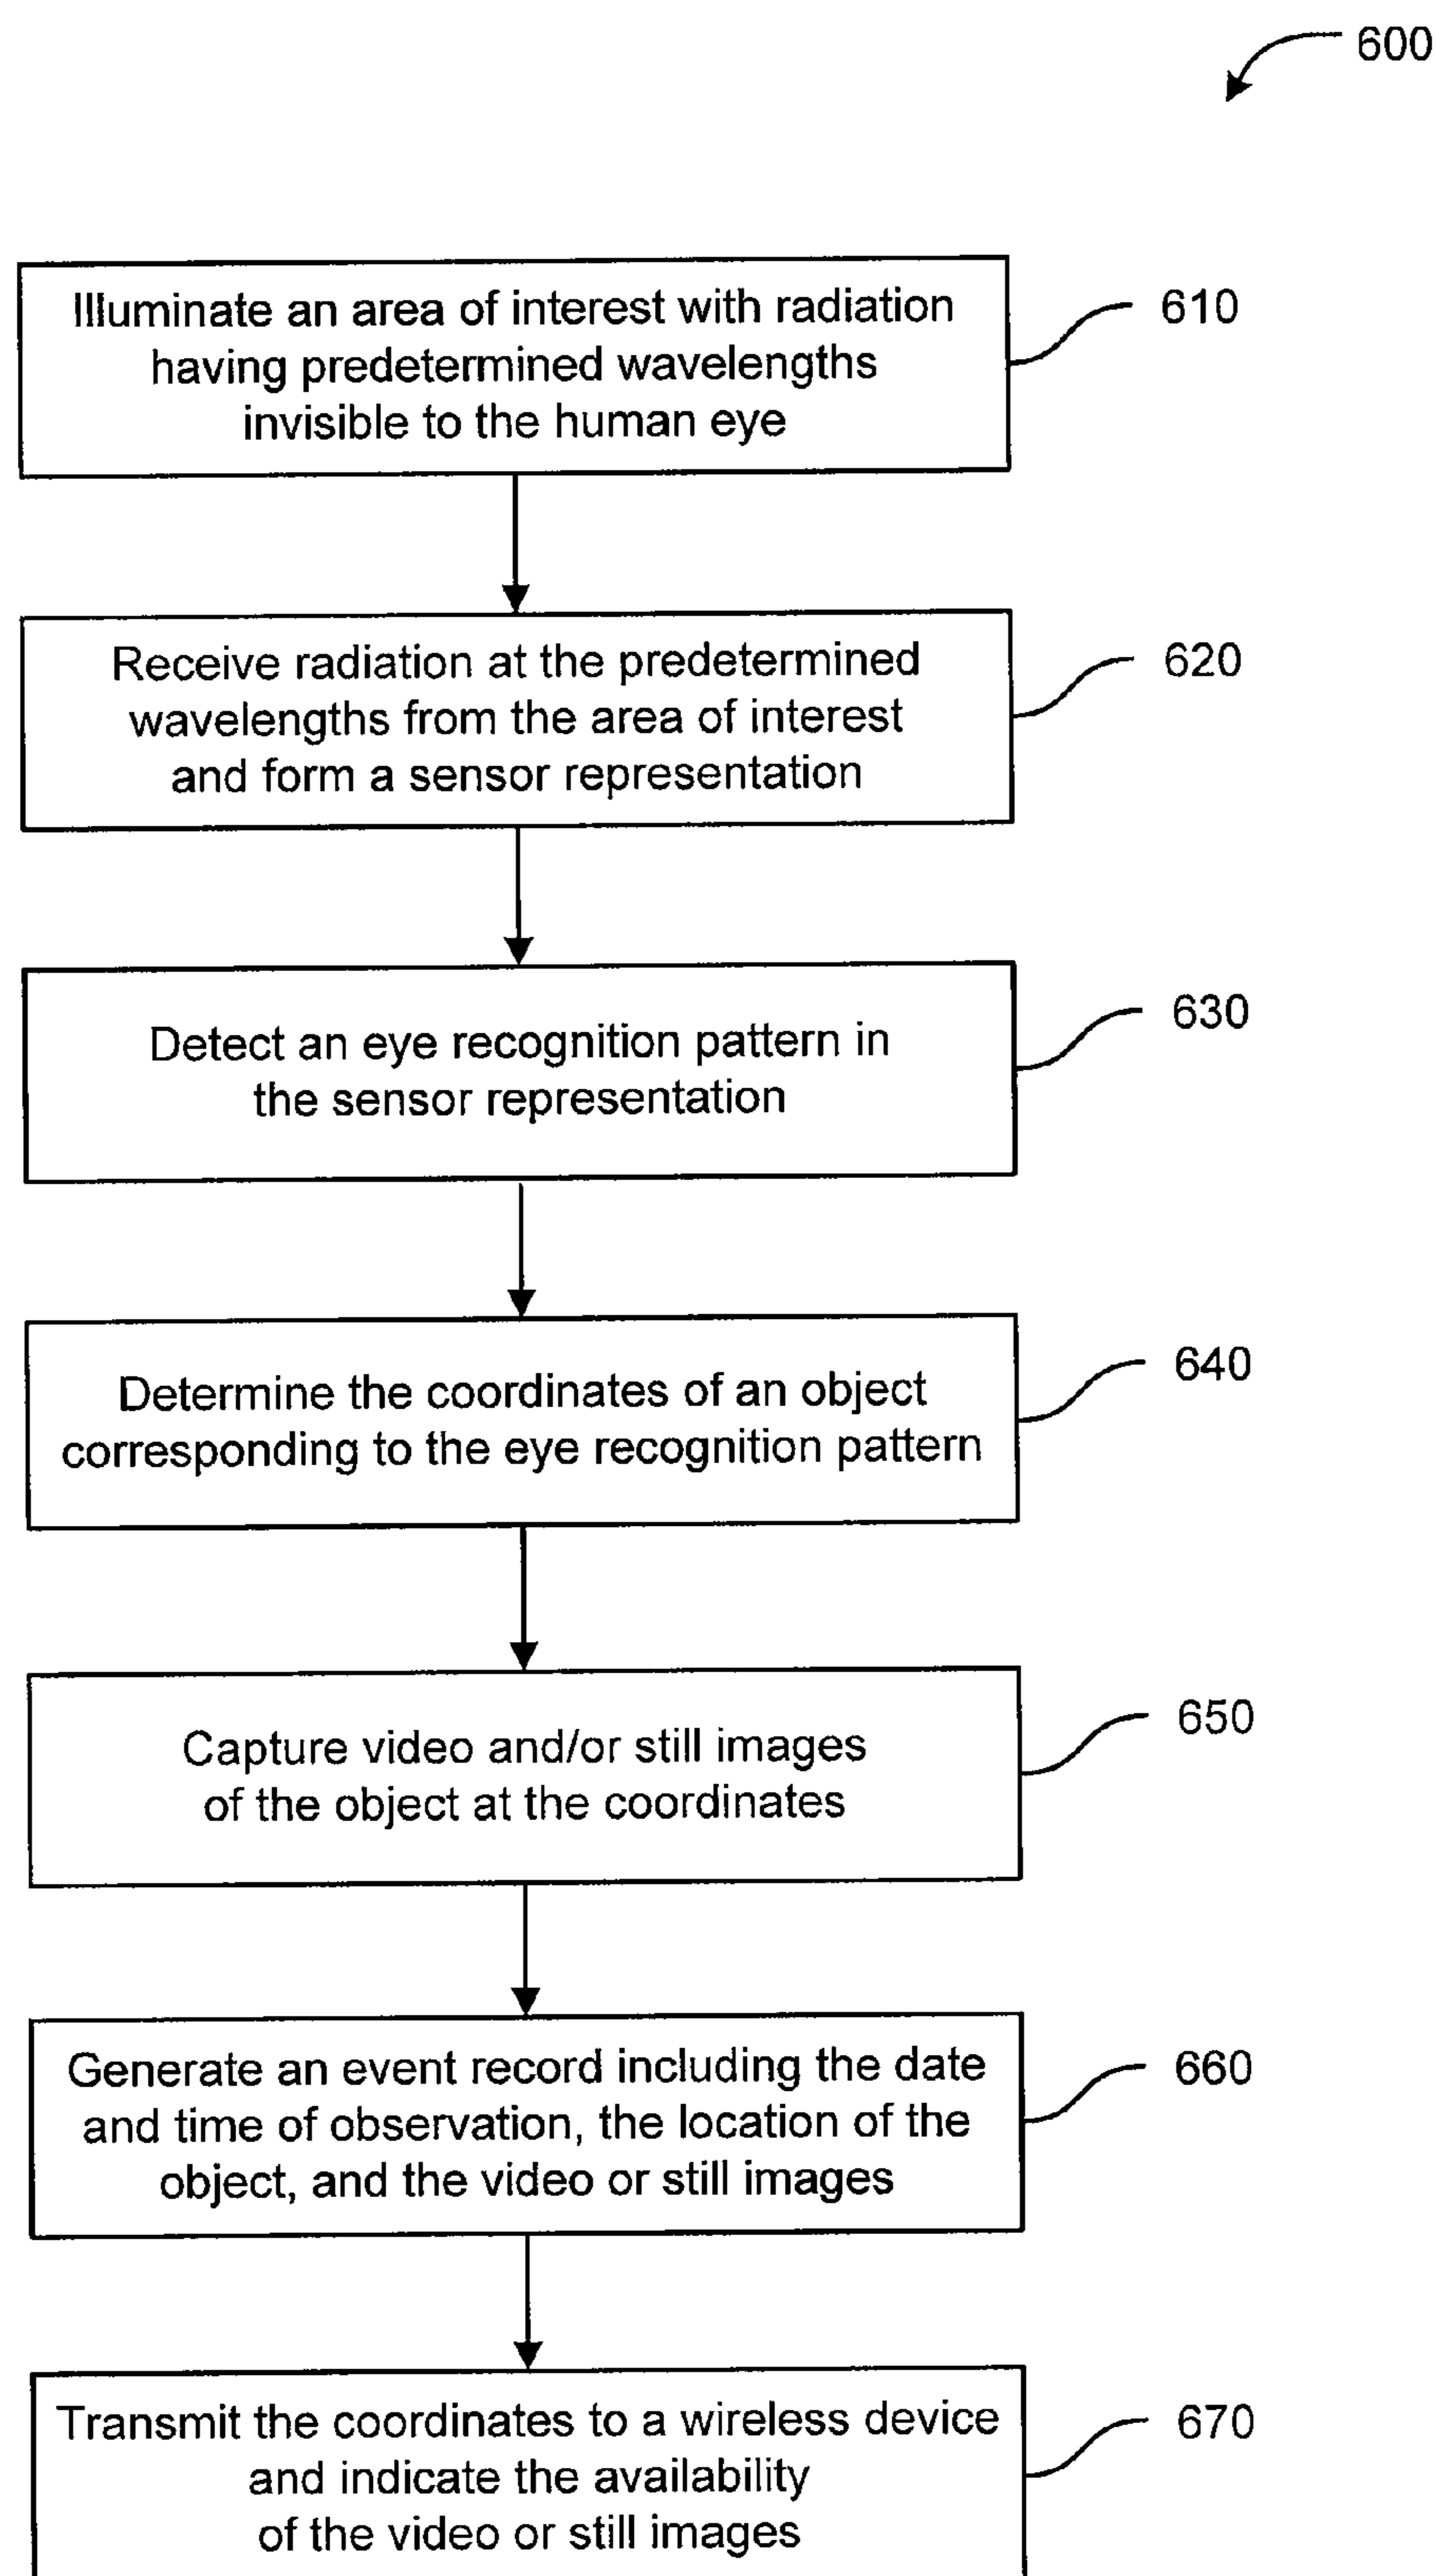 600
Illuminate an area of interest with radiation
having predetermined wavelengths
invisible to the human eye
610
Receive radiation at the predetermined
wavelengths from the area of interest
and form a sensor representation
620
Detect an eye recognition pattern in
the sensor representation
630
Determine the coordinates of an object
corresponding to the eye recognition pattern
640
Capture video and/or still images
of the object at the coordinates
650
Generate an event record including the date
and time of observation, the location of the
object, and the video or still images
660
Transmit the coordinates to a wireless device
and indicate the availability
of the video or still images
670